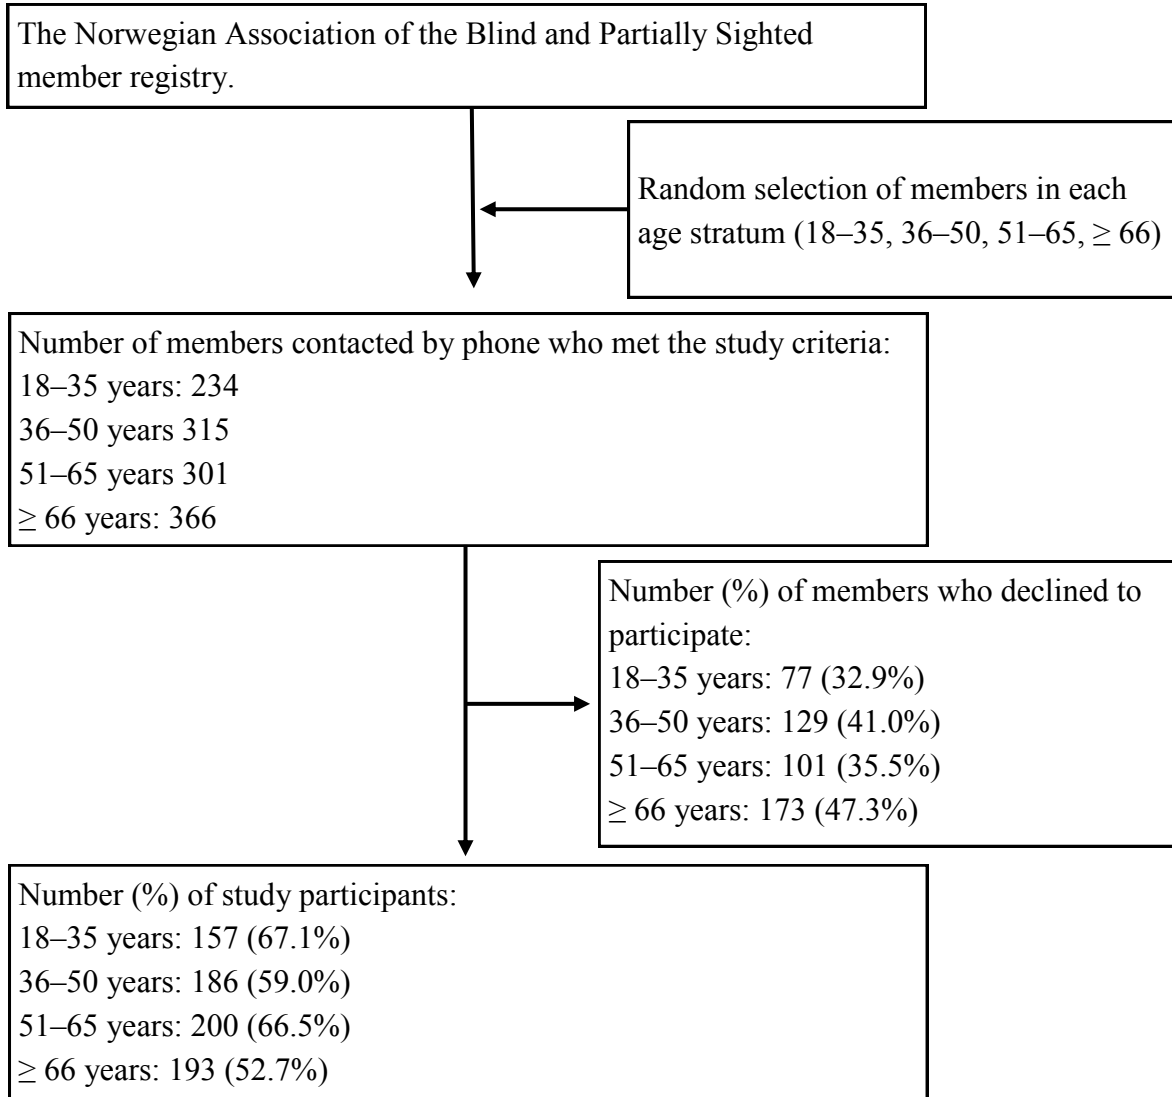 The Norwegian Association of the Blind and Partially Sighted
member registry.
Random selection of members in each
age stratum (18–35, 36–50, 51–65, ≥ 66)
Number of members contacted by phone who met the study criteria:
18–35 years: 234
36–50 years 315
51–65 years 301
≥ 66 years: 366
Number (%) of members who declined to
participate:
18–35 years: 77 (32.9%)
36–50 years: 129 (41.0%)
51–65 years: 101 (35.5%)
≥ 66 years: 173 (47.3%)
Number (%) of study participants:
18–35 years: 157 (67.1%)
36–50 years: 186 (59.0%)
51–65 years: 200 (66.5%)
≥ 66 years: 193 (52.7%)